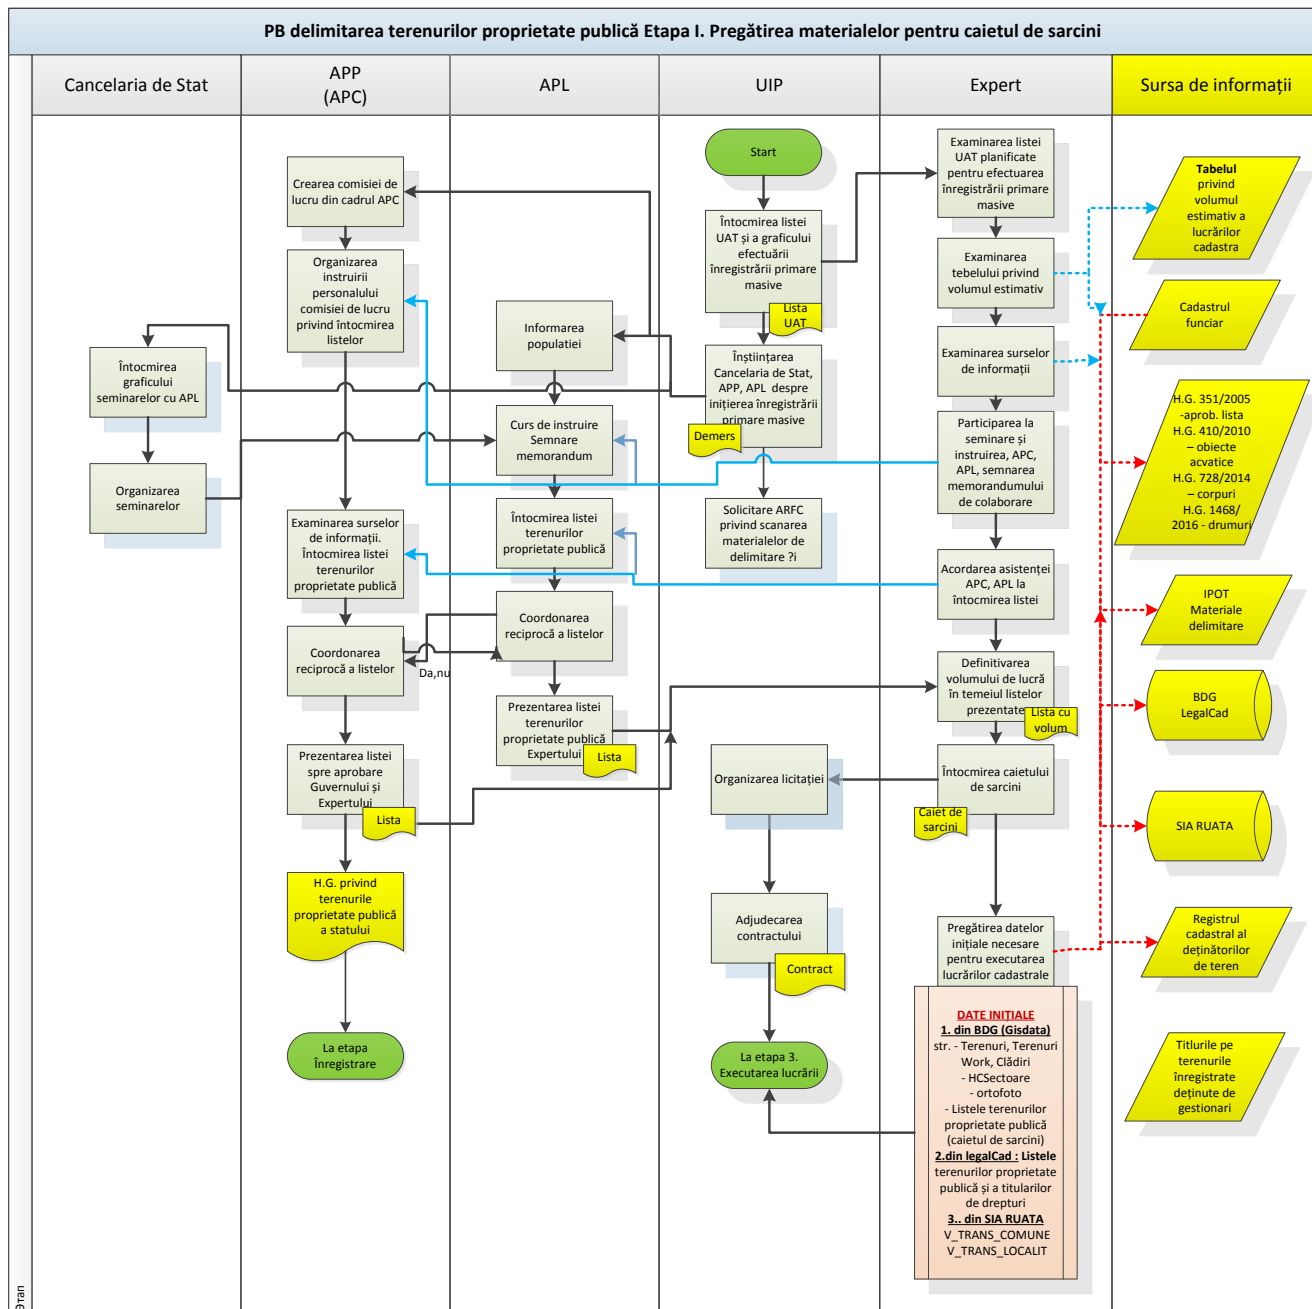 PB delimitarea terenurilor proprietate publică Etapa I. Pregătirea materialelor pentru caietul de sarcini
Cancelaria de Stat
APP
(APC)
APL
UIP
Expert
Sursa de informații
Întocmirea
graficului
seminarelor cu APL
Organizarea
seminarelor
Crearea comisiei de
lucru din cadrul APC
Organizarea
instruirii
personalului
comisiei de lucru
privind întocmirea
listelor
Examinarea surselor
de informații.
Întocmirea listei
terenurilor
proprietate publică
Coordonarea
reciprocă a listelor
Da,nu
Prezentarea listei
spre aprobare
Guvernului și
Expertului
Lista
H.G. privind
terenurile
proprietate publică
a statului
La etapa
Înregistrare
Informarea
populatiei
Curs de instruire
Semnare
memorandum
Întocmirea listei
terenurilor
proprietate publică
Coordonarea
reciprocă a listelor
Prezentarea listei
terenurilor
proprietate publică
Expertului
Lista
Start
Întocmirea listei
UAT și a graficului
efectuării
înregistrării primare
masive
Lista
UAT
Înștiințarea
Cancelaria de Stat,
APP, APL despre
inițierea înregistrării
primare masive
Demers
Solicitare ARFC
privind scanarea
materialelor de
delimitare ?i
Organizarea licitației
Adjudecarea
contractului
Contract
La etapa 3.
Executarea lucrării
Examinarea listei
UAT planificate
pentru efectuarea
înregistrării primare
masive
Examinarea
tebelului privind
volumul estimativ
Examinarea surselor
de informații
Participarea la
seminare și
instruirea, APC,
APL, semnarea
memorandumului
de colaborare
Acordarea asistenței
APC, APL la
întocmirea listei
Definitivarea
volumului de lucră
în temeiul listelor
prezentate
Lista cu
volum
Întocmirea caietului
de sarcini
Caiet de
sarcini
Pregătirea datelor
inițiale necesare
pentru executarea
lucrărilor cadastrale
DATE INIȚIALE
1. din BDG (Gisdata)
str. - Terenuri, Terenuri
Work, Clădiri
- HCSectoare
- ortofoto
- Listele terenurilor
proprietate publică
(caietul de sarcini)
2.din legalCad : Listele
terenurilor proprietate
publică și a titularilor
de drepturi
3.. din SIA RUATA
V_TRANS_COMUNE
V_TRANS_LOCALIT
Tabelul
privind
volumul
estimativ a
lucrărilor
cadastra
Cadastrul
funciar
H.G. 351/2005
-aprob. lista
H.G. 410/2010
– obiecte
acvatice
H.G. 728/2014
– corpuri
H.G. 1468/
2016 - drumuri
IPOT
Materiale
delimitare
BDG
LegalCad
SIA RUATA
Registrul
cadastral al
deținătorilor
de teren
Titlurile pe
terenurile
înregistrate
deținute de
gestionari
Этап